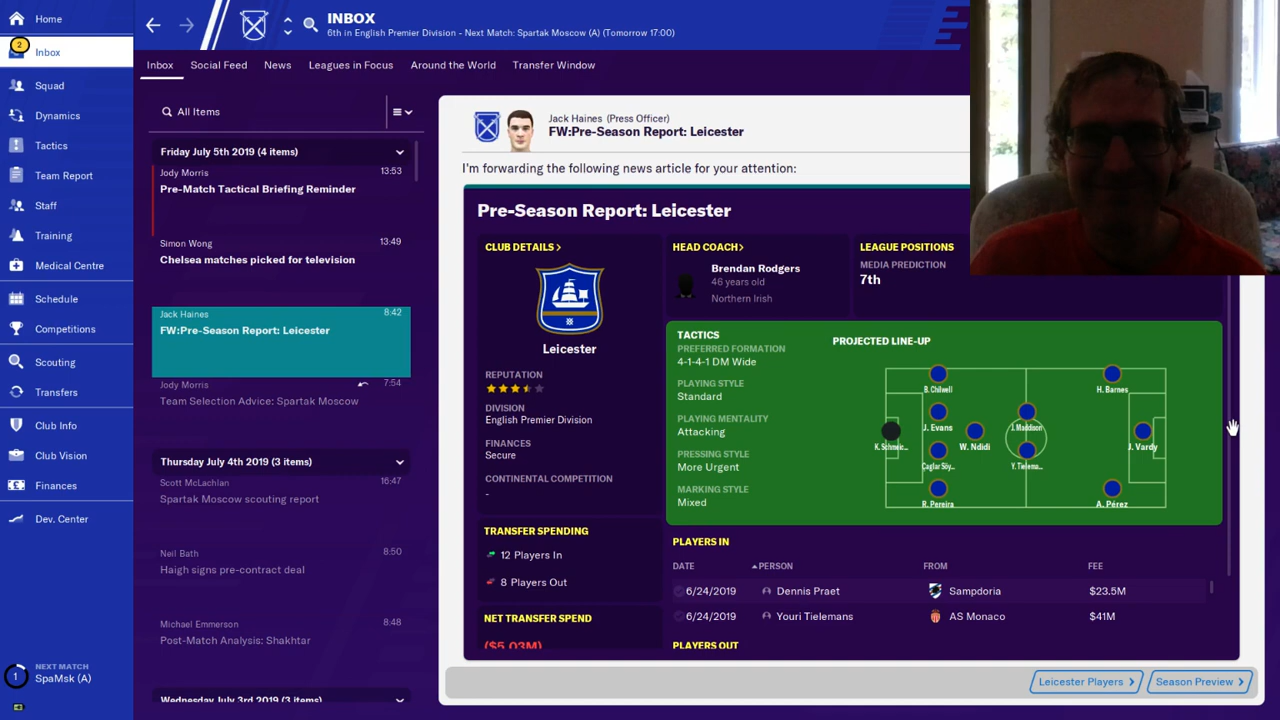 Home
2
Inbox
Squad
Dynamics
Tactics
Team Report
Staff
Training
Medical Centre
Schedule
Competitions
Scouting
Transfers
Club Info
Club Vision
Finances
Dev. Center
1
NEXT MATCH
SpaMsk (A)
INBOX
6th in English Premier Division - Next Match: Spartak Moscow (A) (Tomorrow 17:00)
Inbox Social Feed News Leagues in Focus Around the World Transfer Window
All Items
Friday July 5th 2019 (4 items)
Jody Morris 13:53
Pre-Match Tactical Briefing Reminder
Simon Wong 13:49
Chelsea matches picked for television
Jack Haines 8:42
FW:Pre-Season Report: Leicester
Jody Morris 7:54
Team Selection Advice: Spartak Moscow
Thursday July 4th 2019 (3 items)
Scott McLachlan 16:47
Spartak Moscow scouting report
Neil Bath 8:50
Haigh signs pre-contract deal
Michael Emmerson 8:48
Post-Match Analysis: Shakhtar
Wednesday July 3rd 2019 (3 items)
Jack Haines (Press Officer)
FW:Pre-Season Report: Leicester
I'm forwarding the following news article for your attention:
Pre-Season Report: Leicester
CLUB DETAILS >
Leicester
REPUTATION
DIVISION
English Premier Division
FINANCES
Secure
CONTINENTAL COMPETITION
-
TRANSFER SPENDING
12 Players In
8 Players Out
NET TRANSFER SPEND
($5.03M)
HEAD COACH>
Brendan Rodgers
46 years old
Northern Irish
LEAGUE POSITIONS
MEDIA PREDICTION
7th
TACTICS
PREFERRED FORMATION
4-1-4-1 DM Wide
PLAYING STYLE
Standard
PLAYING MENTALITY
Attacking
PRESSING STYLE
More Urgent
MARKING STYLE
Mixed
PROJECTED LINE-UP
B. Chilwell
H. Barnes
J. Evans
J. Maddison
K. Schmeic...
W. Ndidi
J. Vardy
Caglar Söy...
Y. Tielema...
R. Pereira
A. Pérez
PLAYERS IN
DATE PERSON FROM FEE
6/24/2019 Dennis Praet Sampdoria $23.5M
6/24/2019 Youri Tielemans AS Monaco $41M
PLAYERS OUT
Leicester Players >
Season Preview >